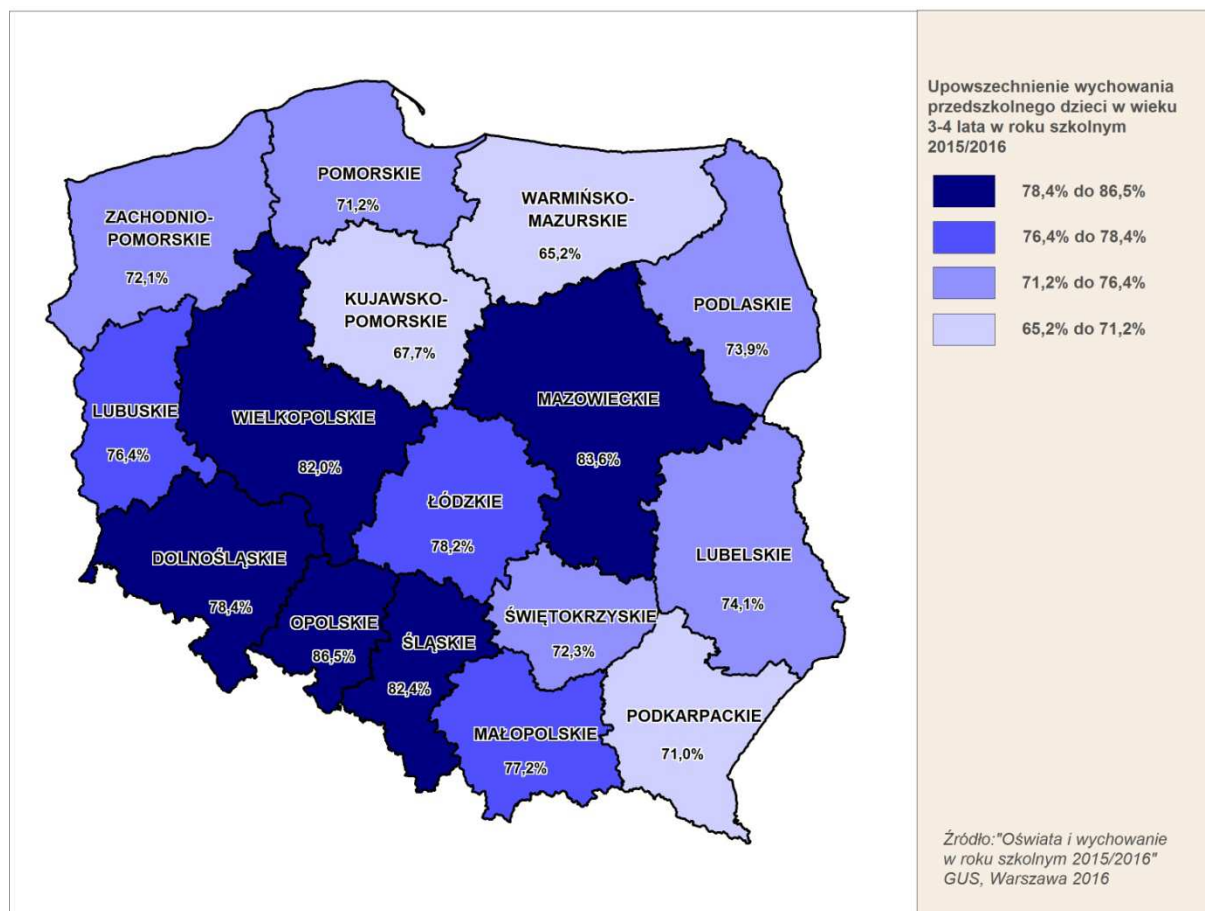 POMORSKIE
71,2%
ZACHODNIO-
POMORSKIE
72,1%
WARMIŃSKO-
MAZURSKIE
65,2%
KUJAWSKO-
POMORSKIE
67,7%
PODLASKIE
73,9%
LUBUSKIE
76,4%
WIELKOPOLSKIE
82,0%
MAZOWIECKIE
83,6%
ŁÓDZKIE
78,2%
DOLNOŚLĄSKIE
78,4%
LUBELSKIE
74,1%
OPOLSKIE
86,5%
ŚLĄSKIE
82,4%
ŚWIĘTOKRZYSKIE
72,3%
MAŁOPOLSKIE
77,2%
PODKARPACKIE
71,0%
Upowszechnienie wychowania
przedszkolnego dzieci w wieku
3-4 lata w roku szkolnym
2015/2016
78,4% do 86,5%
76,4% do 78,4%
71,2% do 76,4%
65,2% do 71,2%
Źródło:"Oświata i wychowanie
w roku szkolnym 2015/2016"
GUS, Warszawa 2016